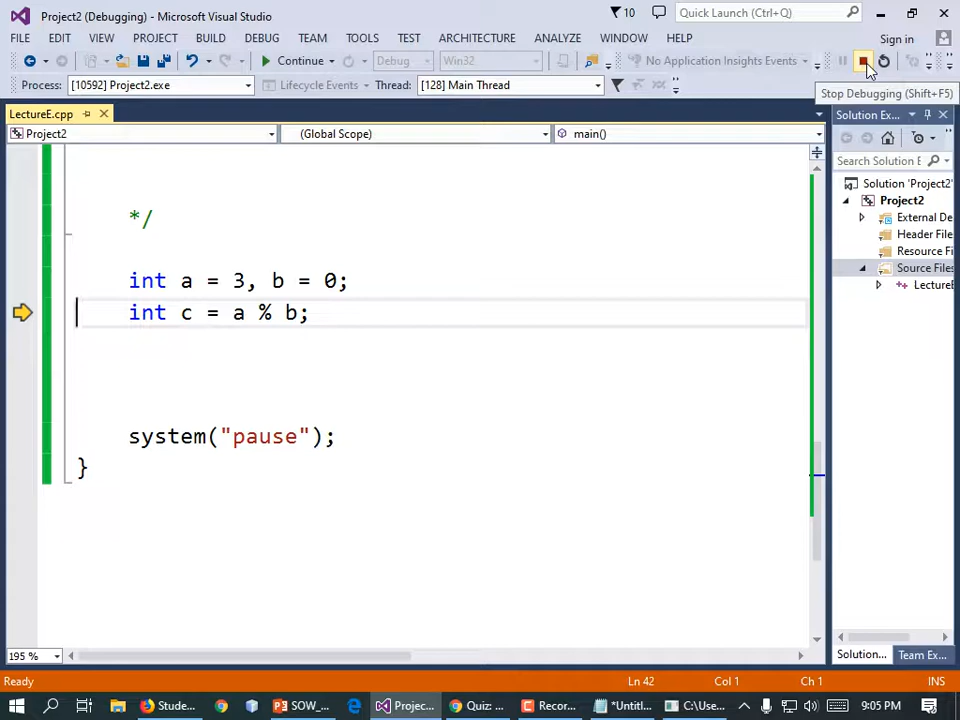 Project2 (Debugging) - Microsoft Visual Studio
10
Quick Launch (Ctrl+Q)
FILE EDIT VIEW PROJECT BUILD DEBUG TEAM TOOLS TEST ARCHITECTURE ANALYZE WINDOW HELP
Sign in
Continue Debug Win32 No Application Insights Events
Process: [10592] Project2.exe Lifecycle Events Thread: [128] Main Thread
Stop Debugging (Shift+F5)
LectureE.cpp
Solution Ex...
Project2 (Global Scope) main()
Search Solution E
Solution 'Project2'
Project2
External De
Header File
Resource Fi
Source Files
LectureE
*/
int a = 3, b = 0;
int c = a % b;
system("pause");
}
195 %
Solution... Team Ex...
Ready Ln 42 Col 1 Ch 1 INS
Stude... SOW_... Projec... Quiz: ... Recor... *Untitl... C:\Use... 9:05 PM